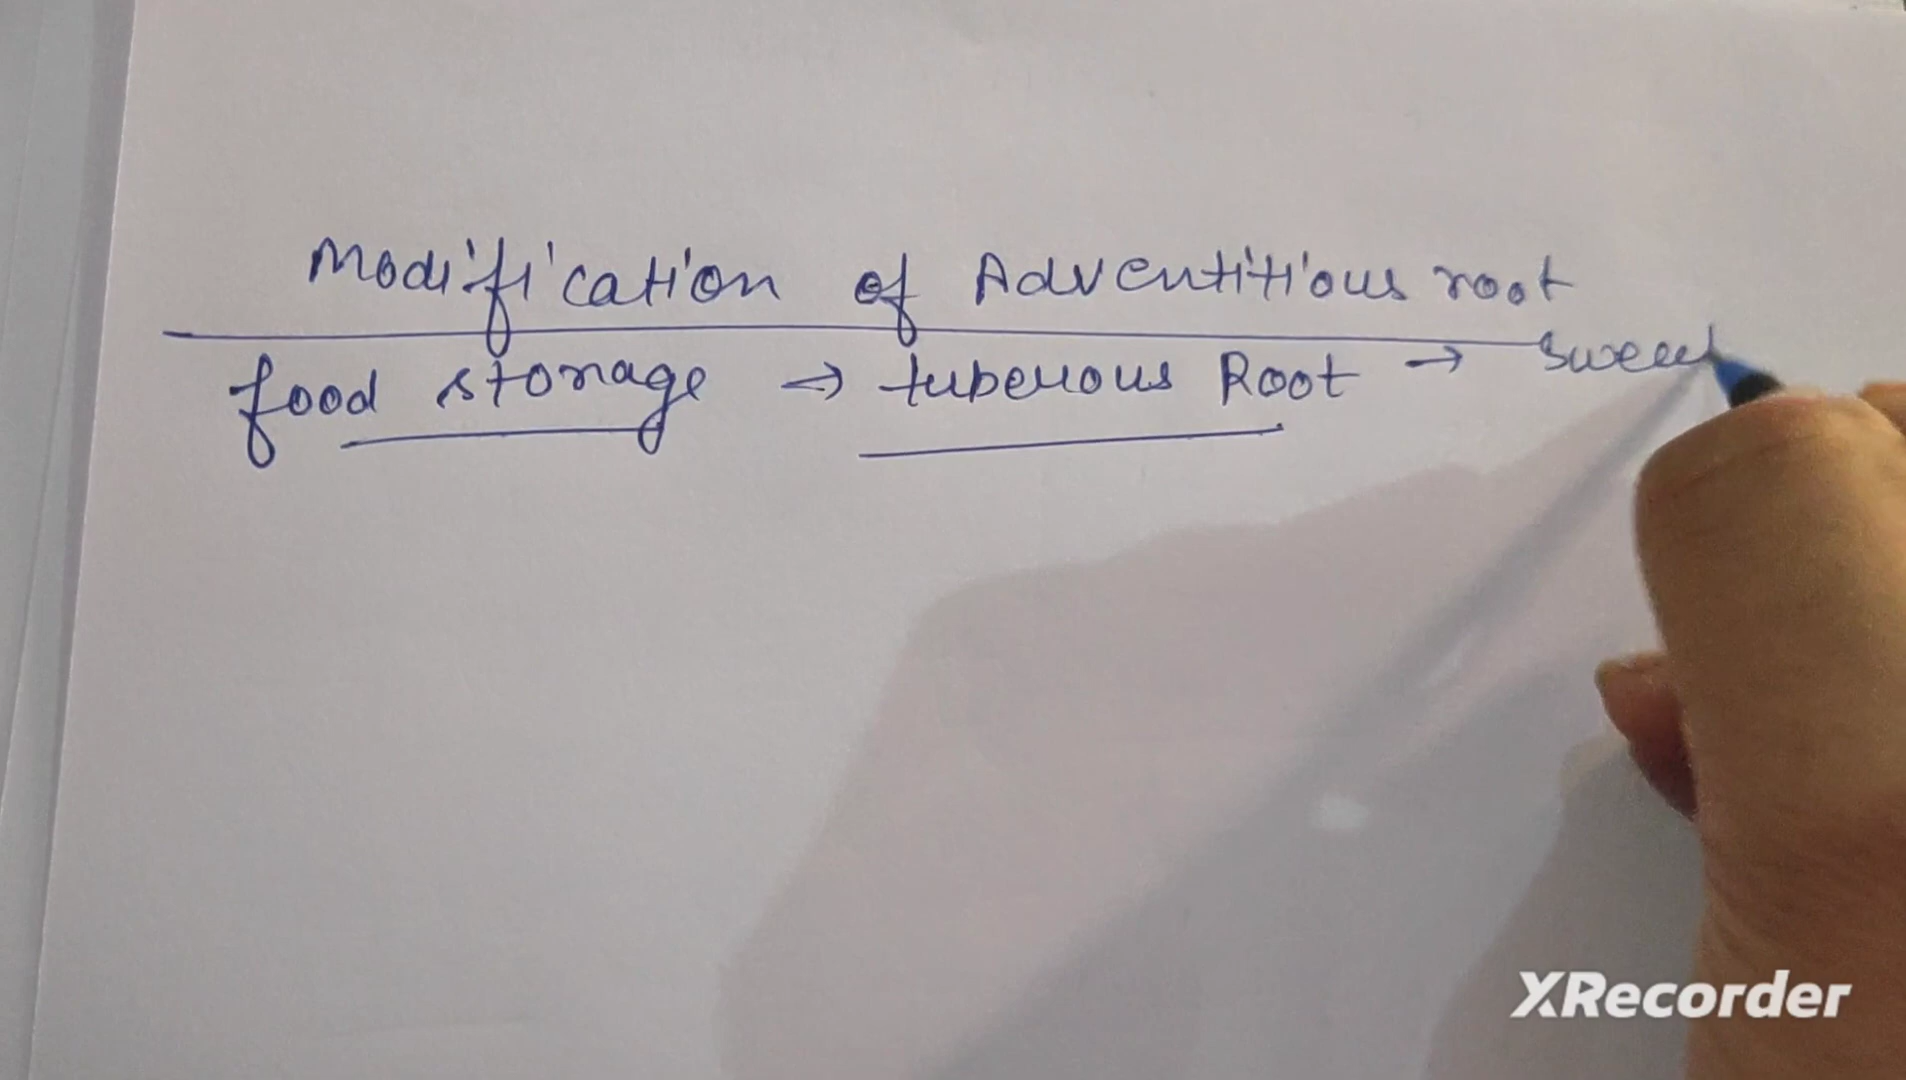 Modification of Adventitious root
food storage → tuberous Root → Sweet
XRecorder